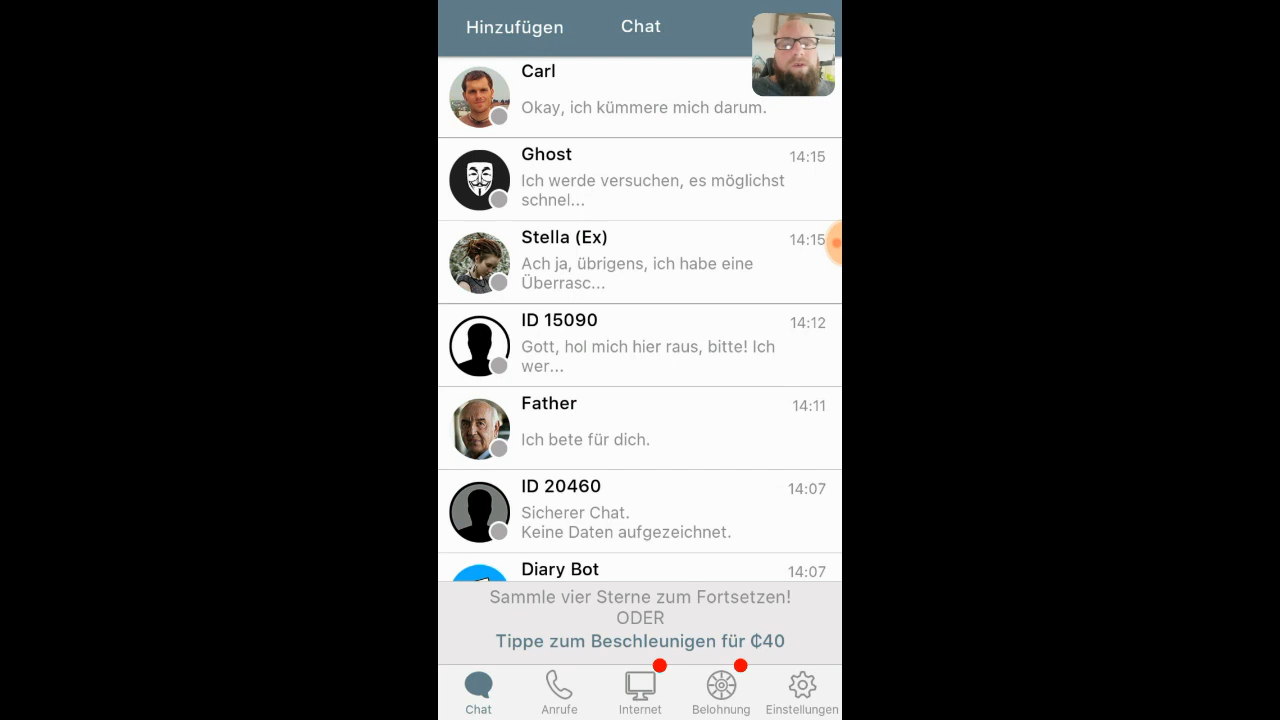 Hinzufügen
Chat
Carl
Okay, ich kümmere mich darum.
Ghost
14:15
Ich werde versuchen, es möglichst
schnel...
Stella (Ex)
14:15
Ach ja, übrigens, ich habe eine
Überrasc...
ID 15090
14:12
Gott, hol mich hier raus, bitte! Ich
wer...
Father
14:11
Ich bete für dich.
ID 20460
14:07
Sicherer Chat.
Keine Daten aufgezeichnet.
Diary Bot
14:07
Sammle vier Sterne zum Fortsetzen!
ODER
Tippe zum Beschleunigen für ₵40
Chat
Anrufe
Internet
Belohnung
Einstellungen